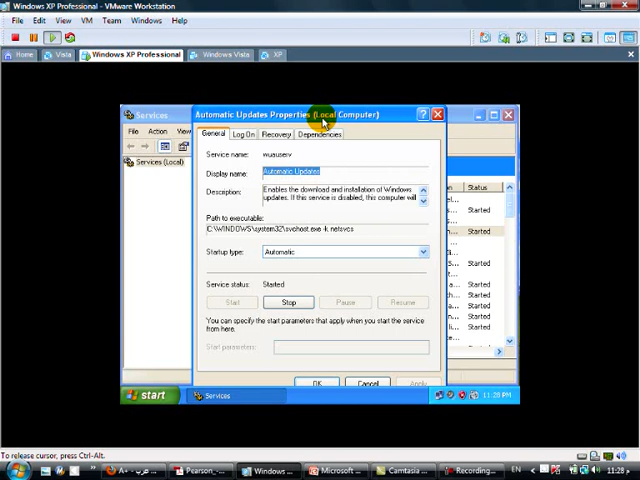 Windows XP Professional - VMware Workstation
File Edit View VM Team Windows Help
Home Vista Windows XP Professional Windows Vista XP
Services
Automatic Updates Properties (Local Computer)
File Action View
General Log On Recovery Dependencies
Services (Local)
Service name: wuauserv
Display name: Automatic Updates
Description: Enables the download and installation of Windows
updates. If this service is disabled, this computer will
Path to executable:
C:\WINDOWS\system32\svchost.exe -k netsvcs
Startup type: Automatic
Service status: Started
Start Stop Pause Resume
You can specify the start parameters that apply when you start the service
from here.
Start parameters:
OK Cancel Apply
Status
Started
Started
Started
Started
Started
Started
Started
start Services 11:28 PM
To release cursor, press Ctrl-Alt.
A+ - عرب ... Pearson_... Windows ... Microsoft ... Camtasia ... Recording... EN 11:28 م